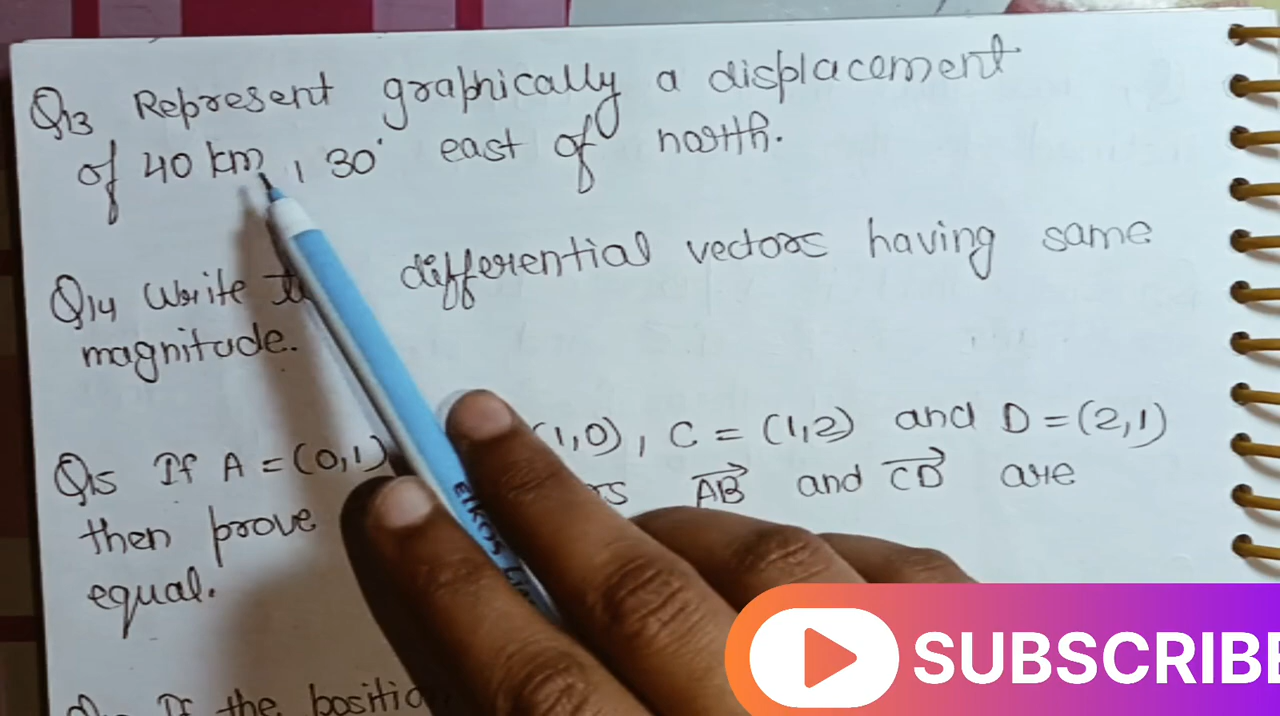 Q13 Represent graphically a displacement
of 40 km, 30° east of north.
Q14 Write differential vectors having same
magnitude.
Q15 If A = (0,1) (1,0), C = (1,2) and D = (2,1)
then prove AB and CD are
equal.
If the
Elkos
SUBSCRIBE